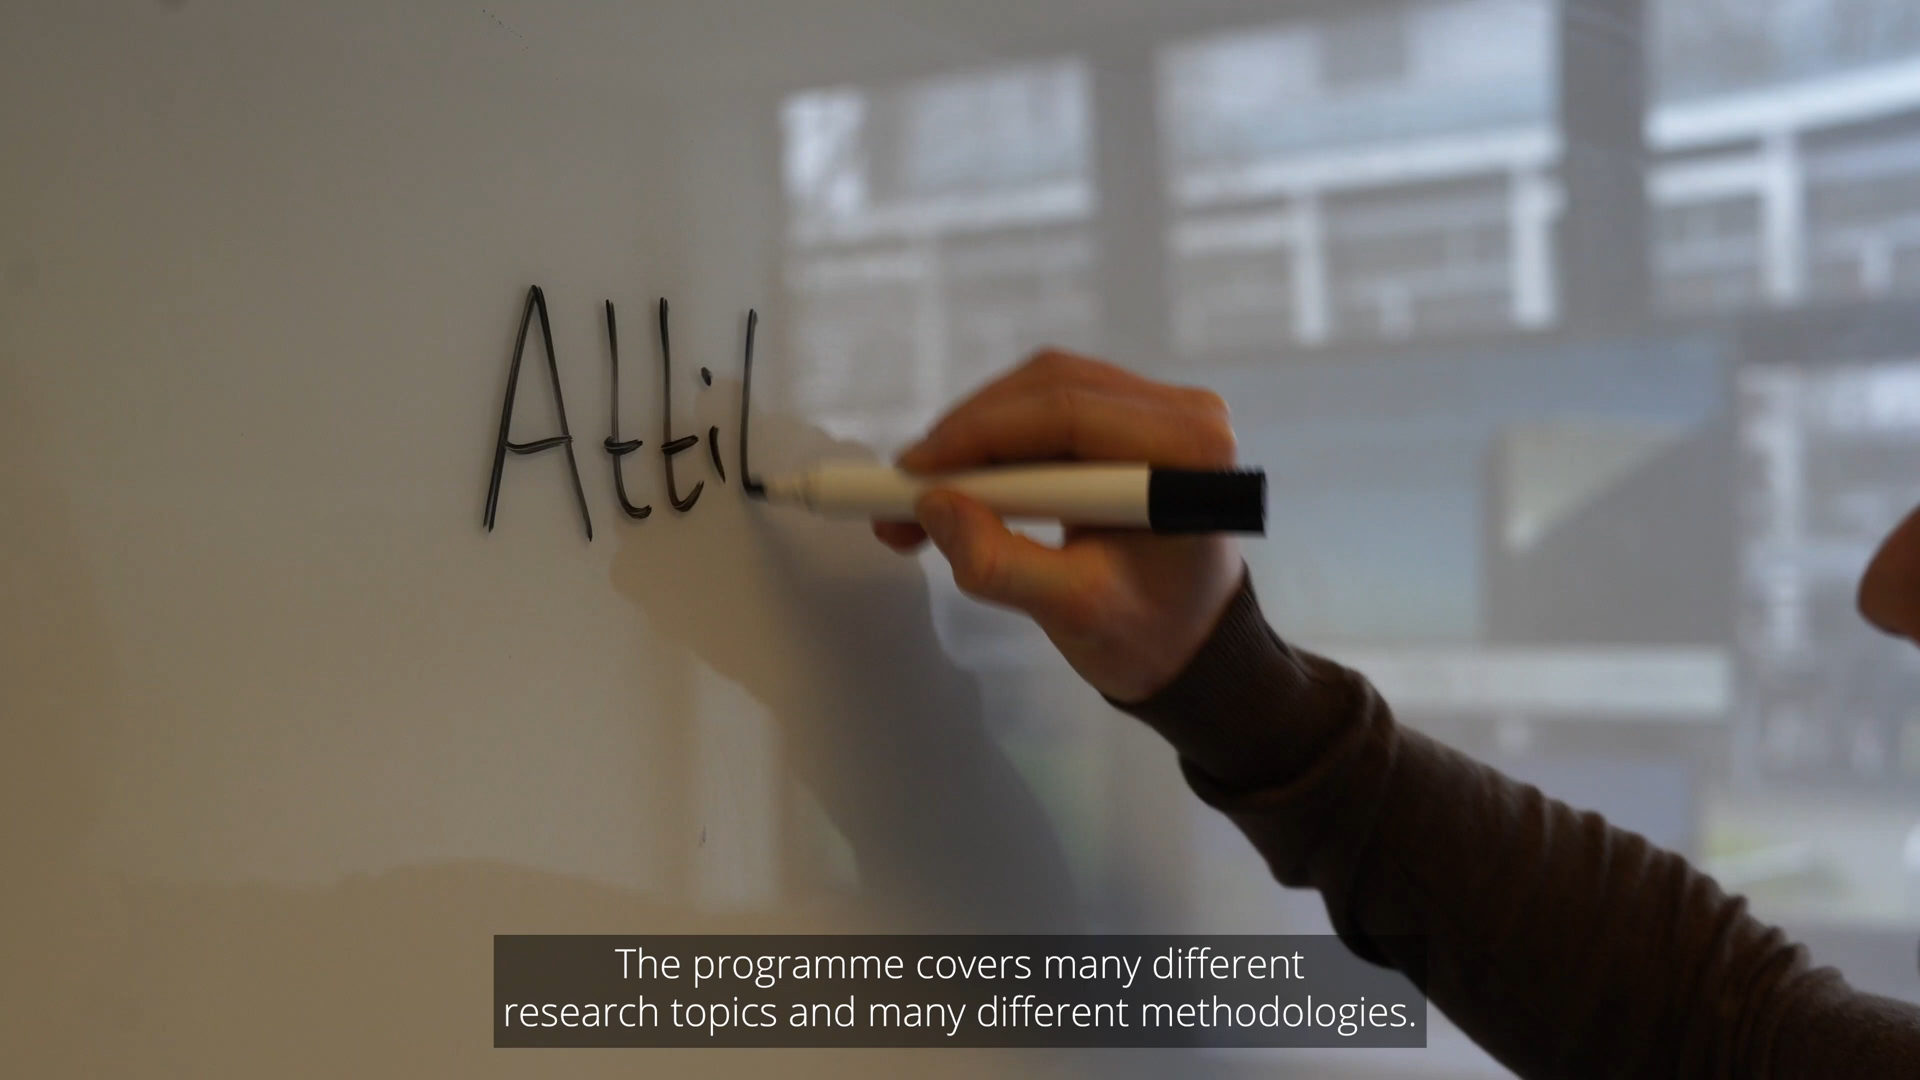 Attil
The programme covers many different
research topics and many different methodologies.